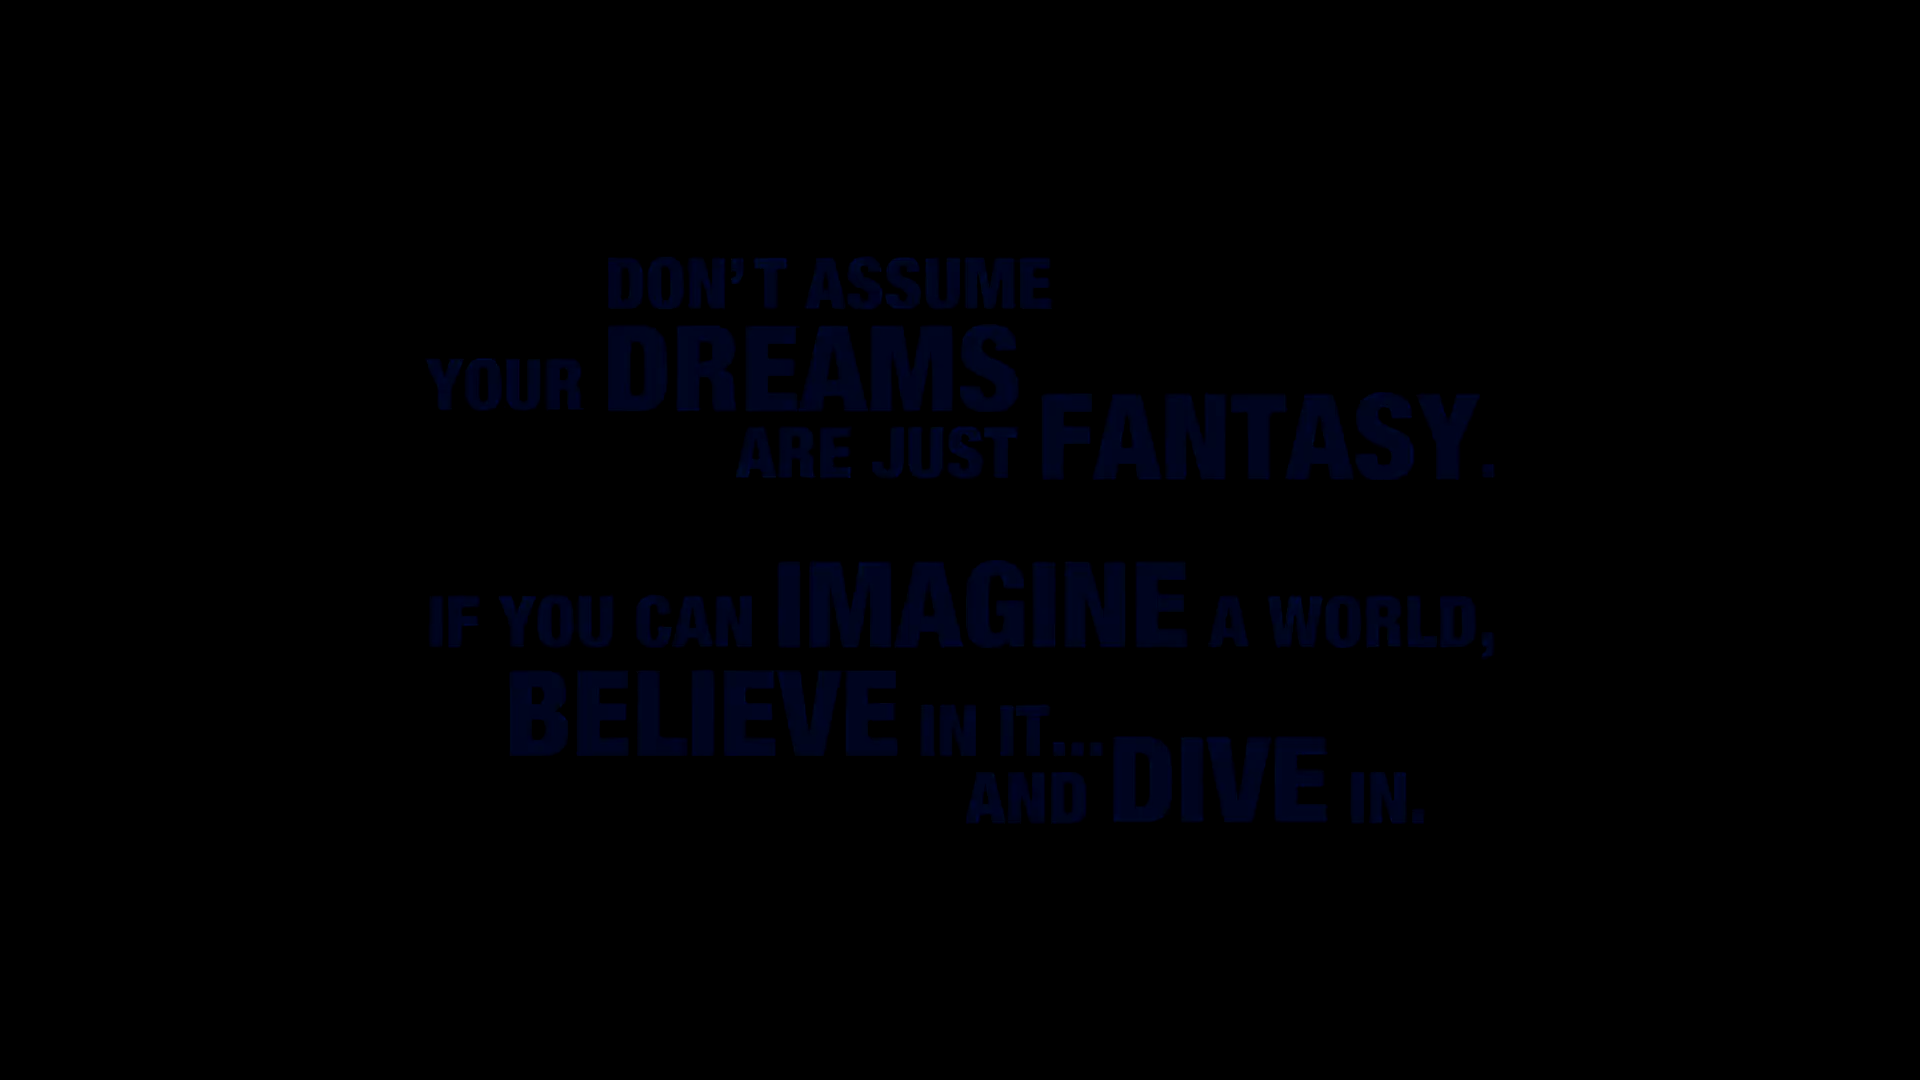 DON'T ASSUME
YOUR DREAMS
ARE JUST FANTASY.
IF YOU CAN IMAGINE A WORLD,
BELIEVE IN IT...
AND DIVE IN.